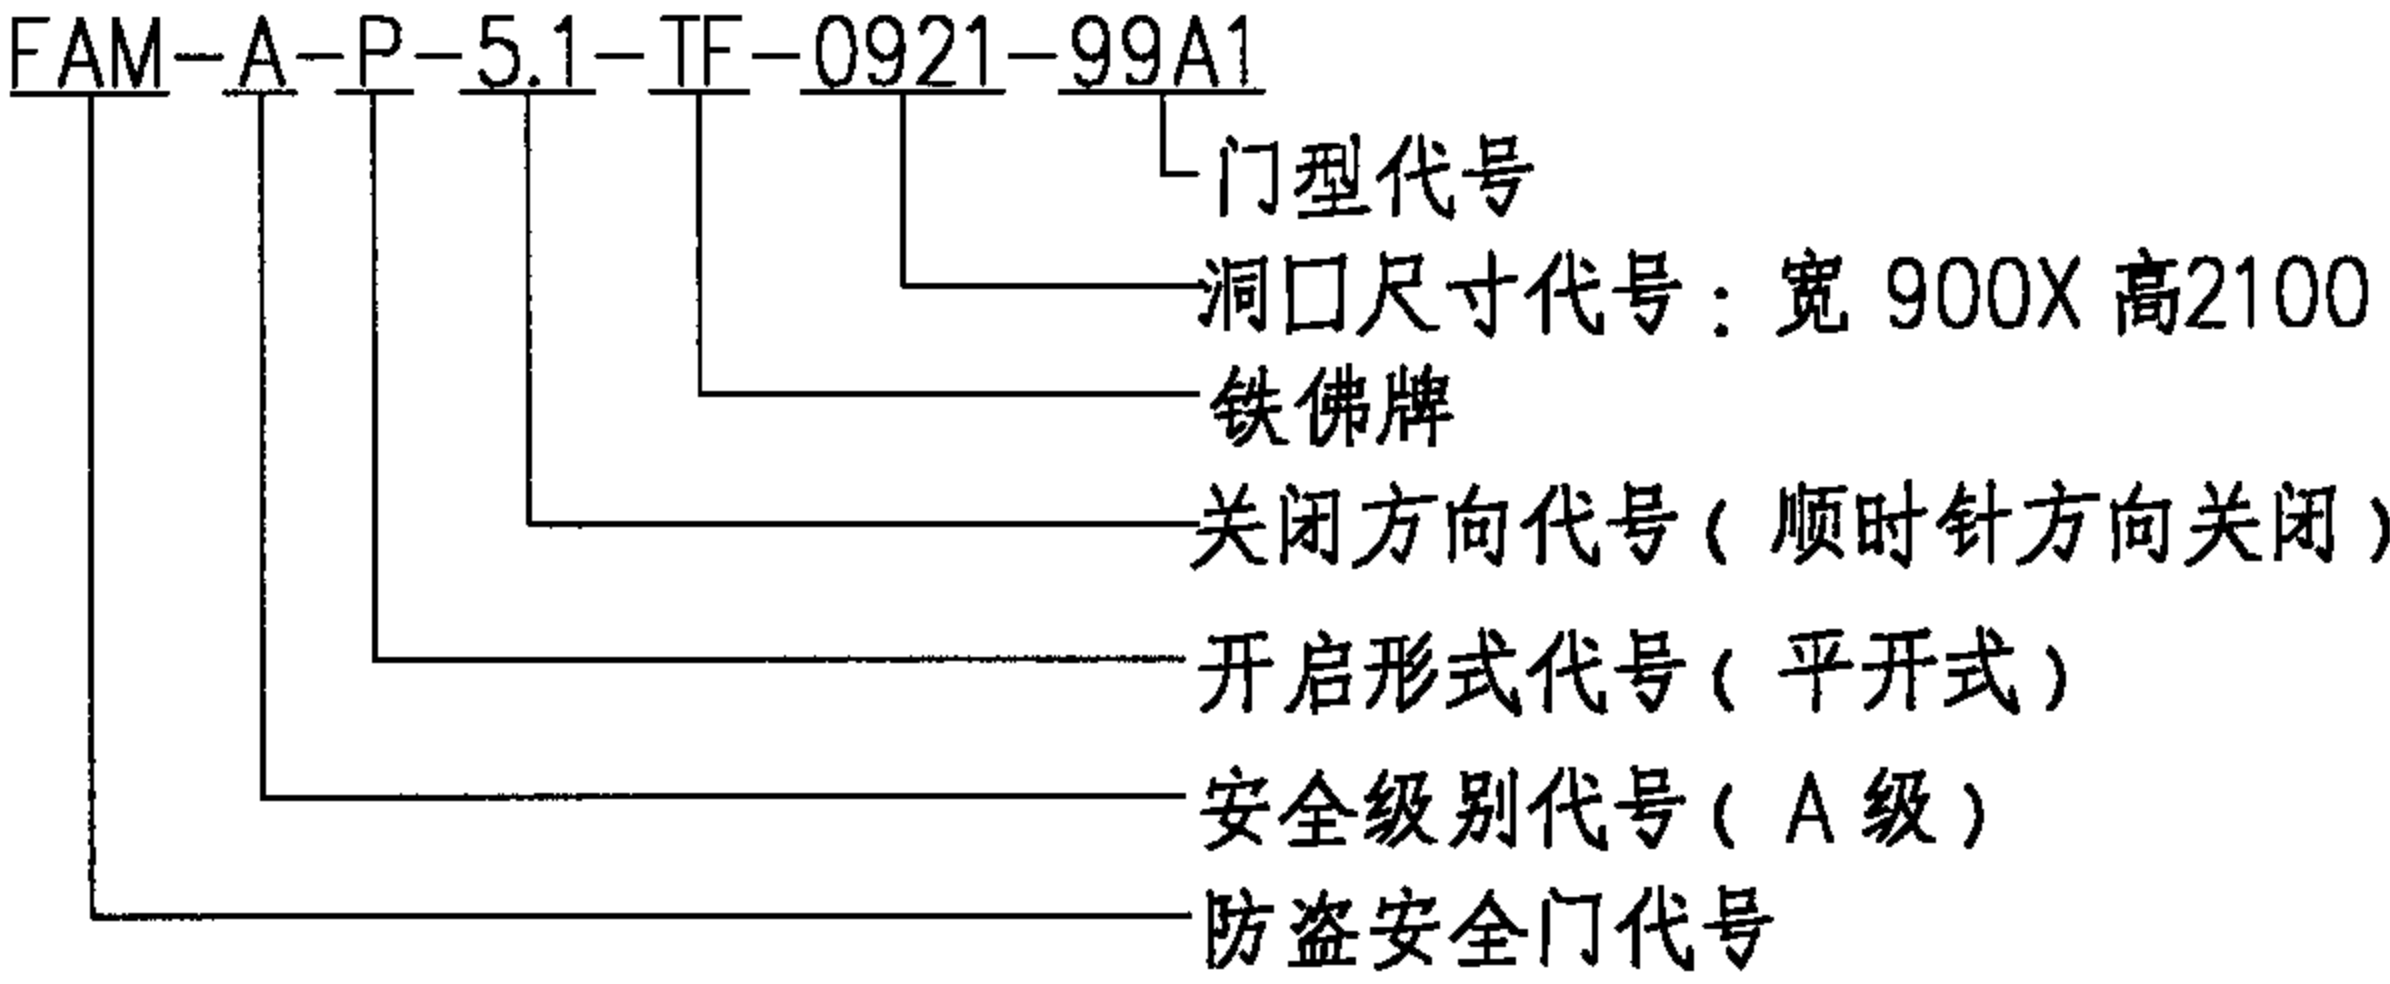 FAM-A-P-5.1-TF-0921-99A1
门型代号
洞口尺寸代号：宽 900X 高2100
铁佛牌
关闭方向代号（顺时针方向关闭）
开启形式代号（平开式）
安全级别代号（A 级）
防盗安全门代号